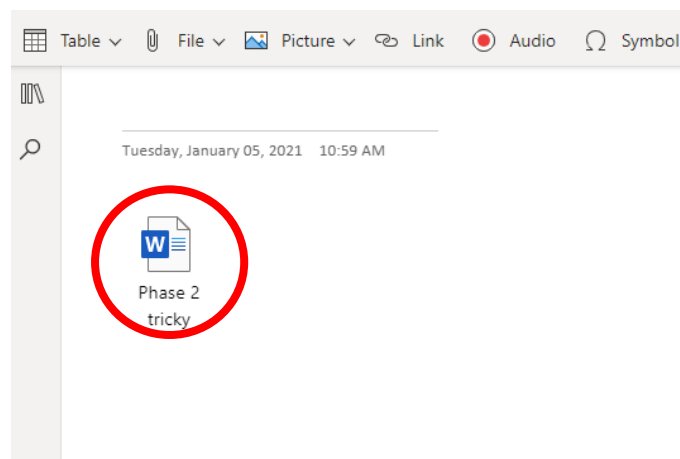 Table File Picture Link Audio Symbol
Tuesday, January 05, 2021 10:59 AM
W
Phase 2
tricky